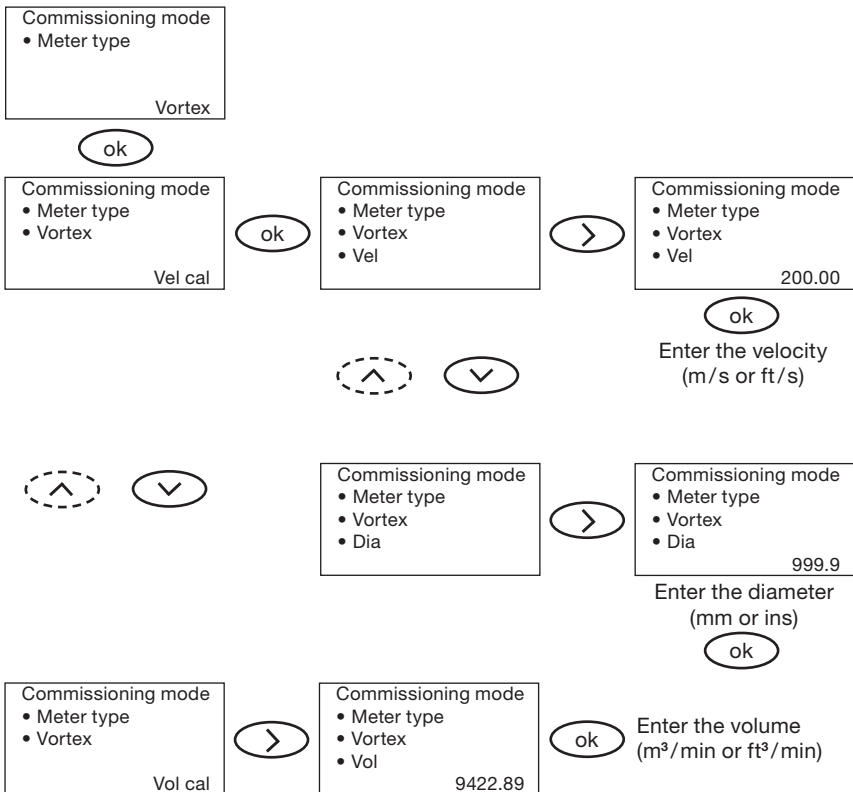 Commissioning mode
• Meter type
Vortex
ok
Commissioning mode
• Meter type
• Vortex
Vel cal
ok
Commissioning mode
• Meter type
• Vortex
• Vel
Commissioning mode
• Meter type
• Vortex
• Vel
200.00
ok
Enter the velocity
(m/s or ft/s)
Commissioning mode
• Meter type
• Vortex
• Dia
Commissioning mode
• Meter type
• Vortex
• Dia
999.9
Enter the diameter
(mm or ins)
ok
Commissioning mode
• Meter type
• Vortex
Vol cal
Commissioning mode
• Meter type
• Vortex
• Vol
9422.89
ok
Enter the volume
(m³/min or ft³/min)